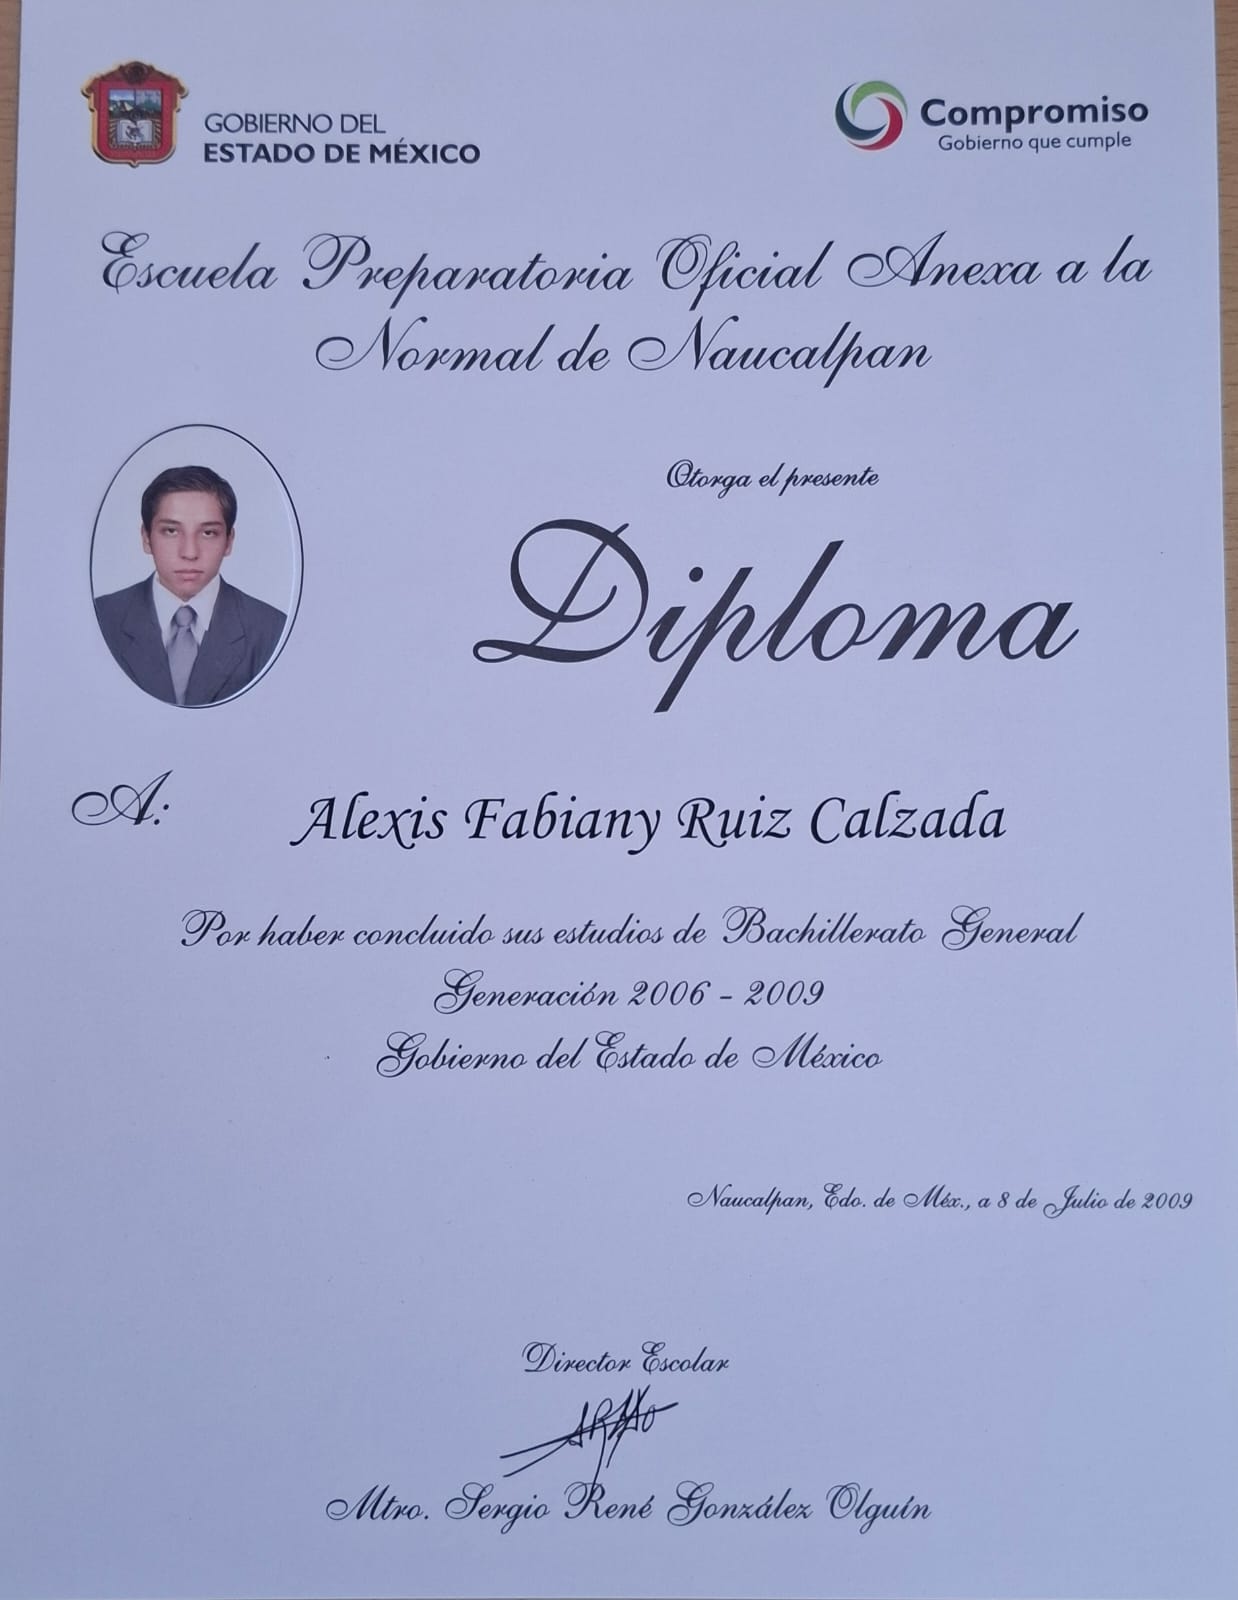 GOBIERNO DEL
ESTADO DE MÉXICO
Compromiso
Gobierno que cumple
Escuela Preparatoria Oficial Anexa a la
Normal de Naucalpan
Otorga el presente
Diploma
A: Alexis Fabiany Ruiz Calzada
Por haber concluido sus estudios de Bachillerato General
Generación 2006 - 2009
Gobierno del Estado de México
Naucalpan, Edo. de Méx., a 8 de Julio de 2009
Director Escolar
Mtro. Sergio René González Olguín